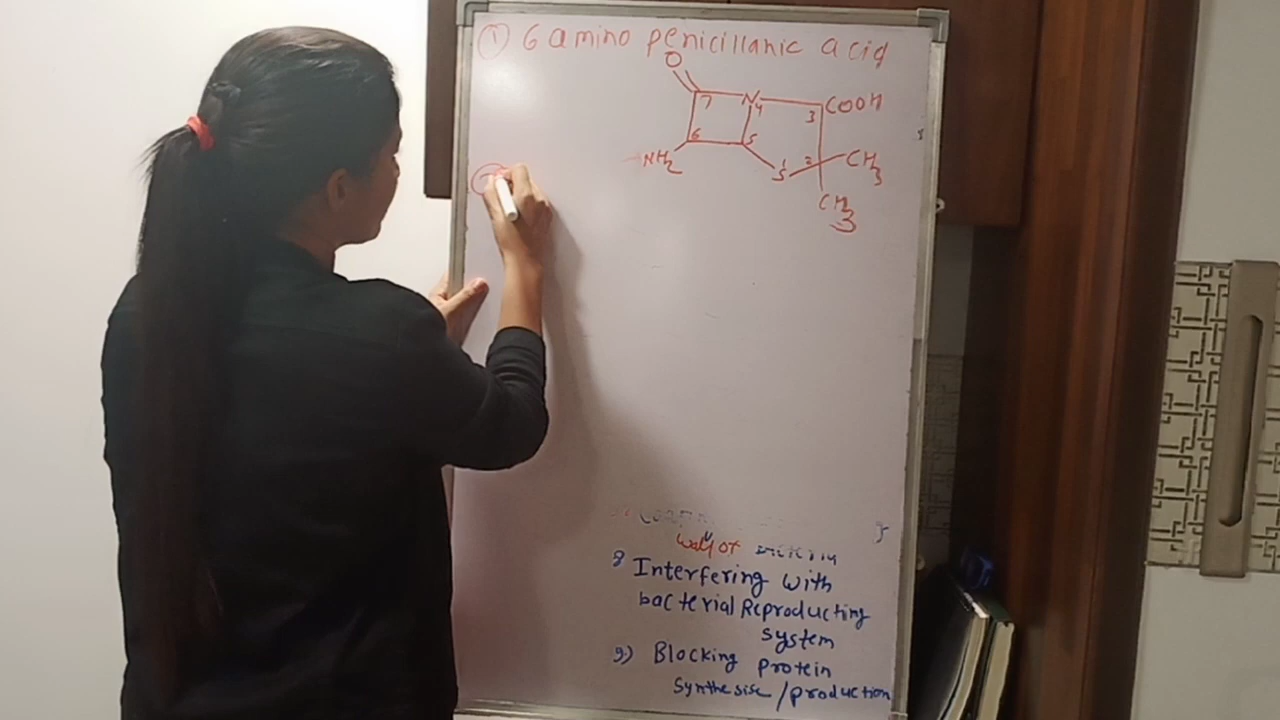 ① 6 amino penicillanic acid
O
7 N 4 3 COOH
6 5
NH2 S 1 2 CH3
CH3
wall of
8 Interfering with
bacterial Reproducting
system
9.) Blocking protein
Synthesise / production